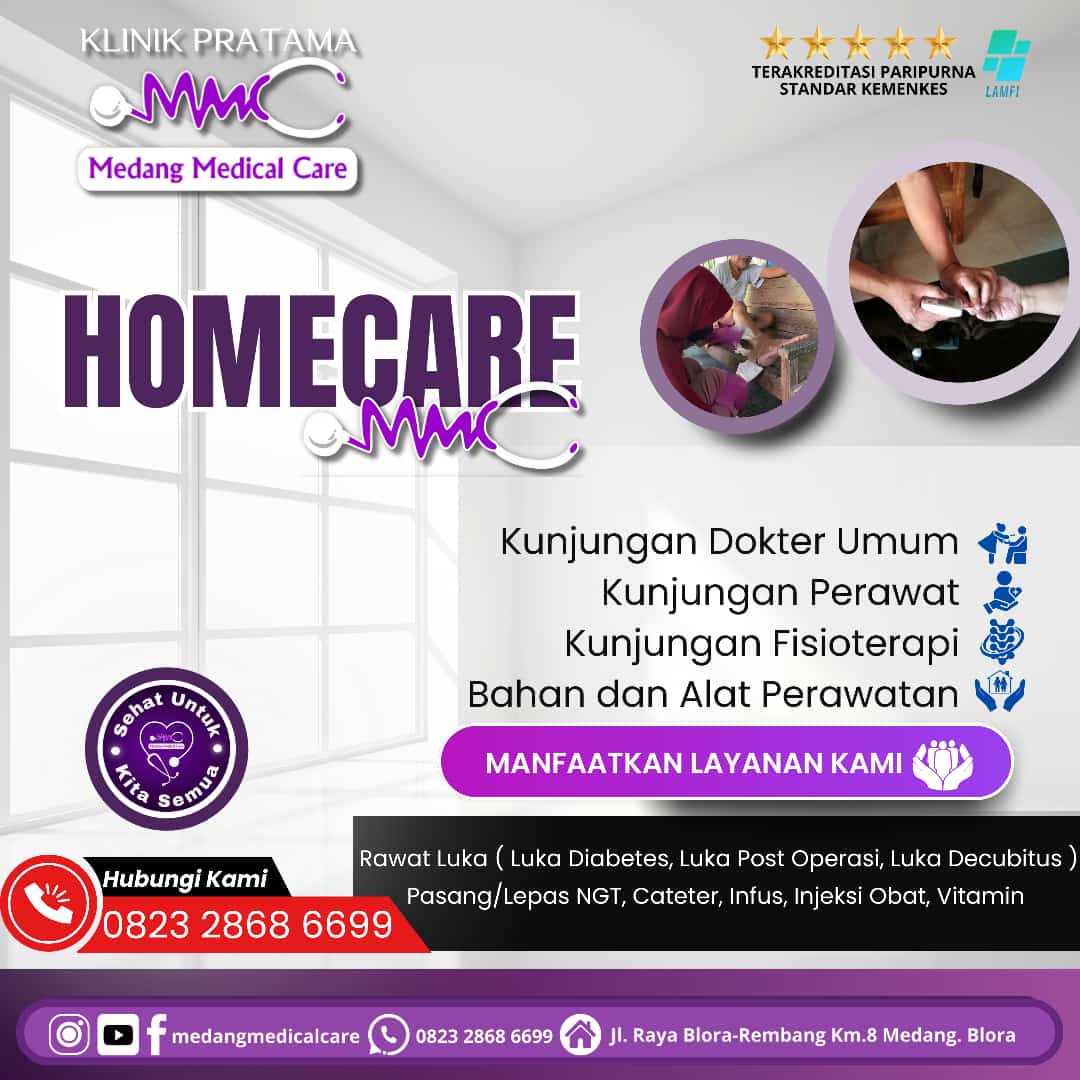 KLINIK PRATAMA
MMC
Medang Medical Care
TERAKREDITASI PARIPURNA
STANDAR KEMENKES
LAMFI
HOMECARE
MMC
Kunjungan Dokter Umum
Kunjungan Perawat
Kunjungan Fisioterapi
Bahan dan Alat Perawatan
MANFAATKAN LAYANAN KAMI
Sehat Untuk
Kita Semua
Rawat Luka ( Luka Diabetes, Luka Post Operasi, Luka Decubitus )
Pasang/Lepas NGT, Cateter, Infus, Injeksi Obat, Vitamin
Hubungi Kami
0823 2868 6699
medangmedicalcare 0823 2868 6699 Jl. Raya Blora-Rembang Km.8 Medang. Blora